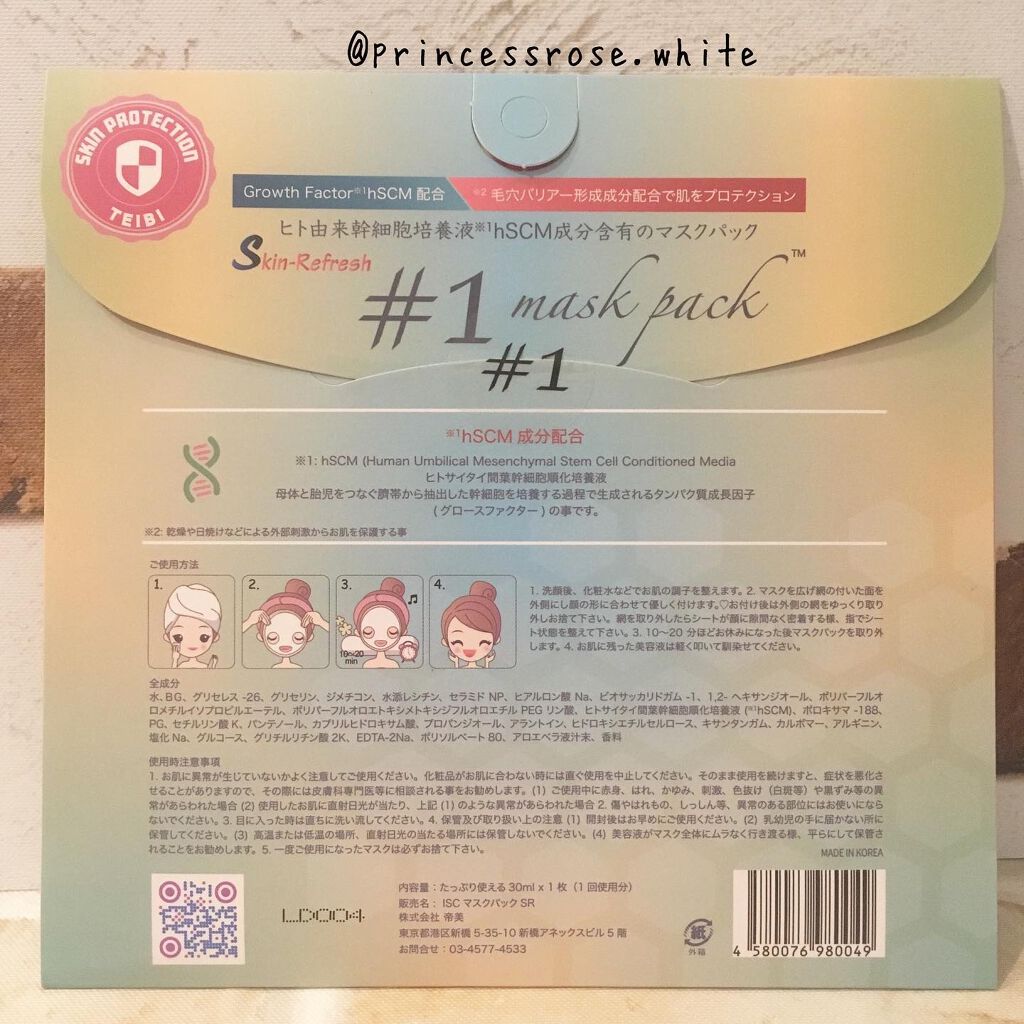 @princessrose.white
SKIN PROTECTION
TEIBI
Growth Factor※1hSCM 配合
※2 毛穴バリアー形成成分配合で肌をプロテクション
ヒト由来幹細胞培養液※1hSCM成分含有のマスクパック
Skin-Refresh
#1 mask pack™
#1
※1hSCM 成分配合
※1: hSCM (Human Umbilical Mesenchymal Stem Cell Conditioned Media
ヒトサイタイ間葉幹細胞順化培養液
母体と胎児をつなぐ臍帯から抽出した幹細胞を培養する過程で生成されるタンパク質成長因子
(グロースファクター)の事です。
※2: 乾燥や日焼けなどによる外部刺激からお肌を保護する事
ご使用方法
1.
2.
3.
10~20
min
4.
1. 洗顔後、化粧水などでお肌の調子を整えます。2. マスクを広げ網の付いた面を
外側にし顔の形に合わせて優しく付けます。♡お付け後は外側の網をゆっくり取り
外しお捨て下さい。網を取り外したらシートが顔に隙間なく密着する様、指でシー
ト状態を整えて下さい。3. 10〜20 分ほどお休みになった後マスクパックを取り外
します。4. お肌に残った美容液は軽く叩いて馴染ませてください。
全成分
水、BG、グリセレス -26、グリセリン、ジメチコン、水添レシチン、セラミド NP、ヒアルロン酸 Na、ビオサッカリドガム -1、1,2- ヘキサンジオール、ポリパーフルオ
ロメチルイソプロピルエーテル、ポリパーフルオロエトキシメトキシジフルオロエチル PEG リン酸、ヒトサイタイ間葉幹細胞順化培養液 (※1hSCM)、ポロキサマ -188、
PG、セチルリン酸 K、パンテノール、カプリルヒドロキサム酸、プロパンジオール、アラントイン、ヒドロキシエチルセルロース、キサンタンガム、カルボマー、アルギニン、
塩化 Na、グルコース、グリチルリチン酸 2K、EDTA-2Na、ポリソルベート 80、アロエベラ液汁末、香料
使用時注意事項
1. お肌に異常が生じていないかよく注意してご使用ください。化粧品がお肌に合わない時には直ぐ使用を中止してください。そのまま使用を続けますと、症状を悪化さ
せることがありますので、その際には皮膚科専門医等に相談される事をお勧めします。(1) ご使用中に赤身、はれ、かゆみ、刺激、色抜け（白斑等）や黒ずみ等の異
常があらわれた場合 (2) 使用したお肌に直射日光が当たり、上記 (1) のような異常があらわれた場合 2. 傷やはれもの、しっしん等、異常のある部位にはお使いになら
ないでください。3. 目に入った時は直ちに洗い流してください。4. 保管及び取り扱い上の注意 (1) 開封後はお早めにご使用ください。(2) 乳幼児の手に届かない所に
保管してください。(3) 高温または低温の場所、直射日光の当たる場所には保管しないでください。(4) 美容液がマスク全体にムラなく行き渡る様、平らにして保管さ
れることをお勧めします。5. 一度ご使用になったマスクは必ずお捨て下さい。
MADE IN KOREA
LD004
内容量：たっぷり使える 30ml x 1 枚（1 回使用分）
販売名： ISC マスクパック SR
株式会社 帝美
東京都港区新橋 5-35-10 新橋アネックスビル 5 階
お問合せ：03-4577-4533
紙
外箱
4 580076 980049